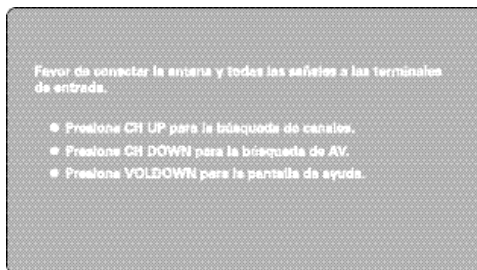 Favor de conectar la antena y todas las señales a las terminales
de entrada.
● Presione CH UP para la búsqueda de canales.
● Presione CH DOWN para la búsqueda de AV.
● Presione VOLDOWN para la pantalla de ayuda.